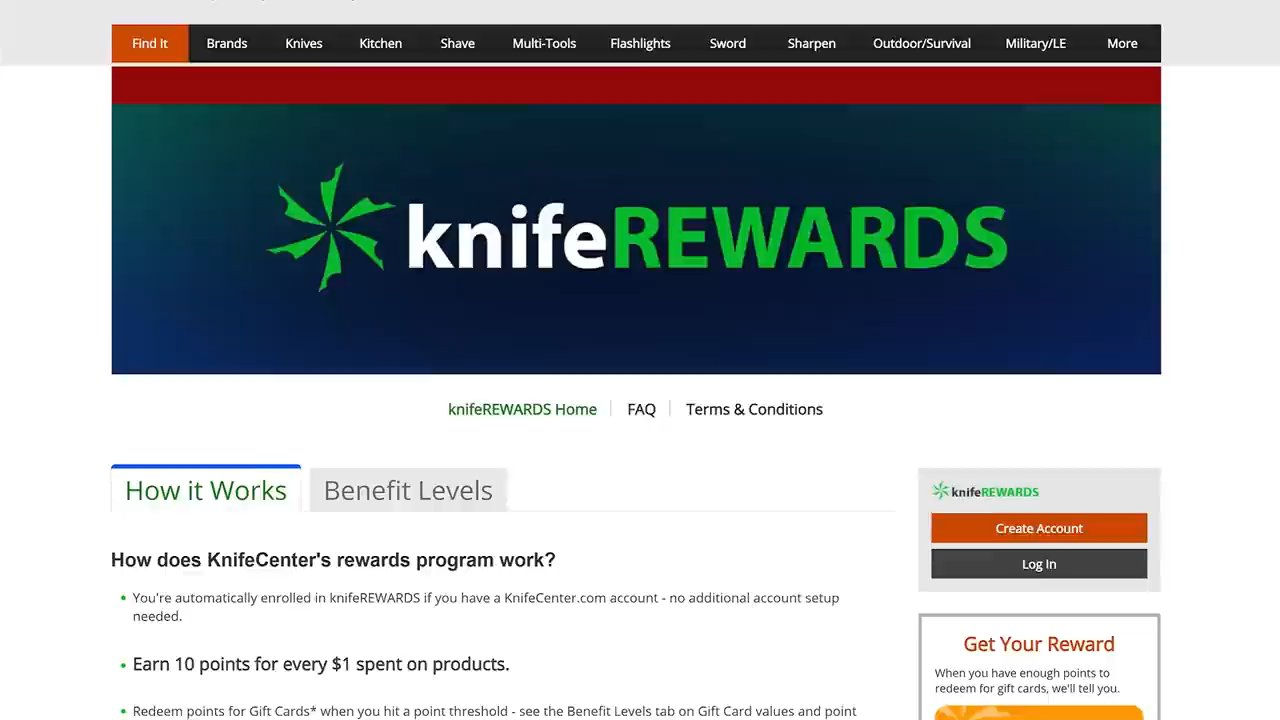 Find It Brands Knives Kitchen Shave Multi-Tools Flashlights Sword Sharpen Outdoor/Survival Military/LE More
knifeREWARDS
knifeREWARDS Home FAQ Terms & Conditions
How it Works Benefit Levels
How does KnifeCenter's rewards program work?
You're automatically enrolled in knifeREWARDS if you have a KnifeCenter.com account - no additional account setup
needed.
Earn 10 points for every $1 spent on products.
Redeem points for Gift Cards* when you hit a point threshold - see the Benefit Levels tab on Gift Card values and point
knifeREWARDS
Create Account
Log In
Get Your Reward
When you have enough points to
redeem for gift cards, we'll tell you.